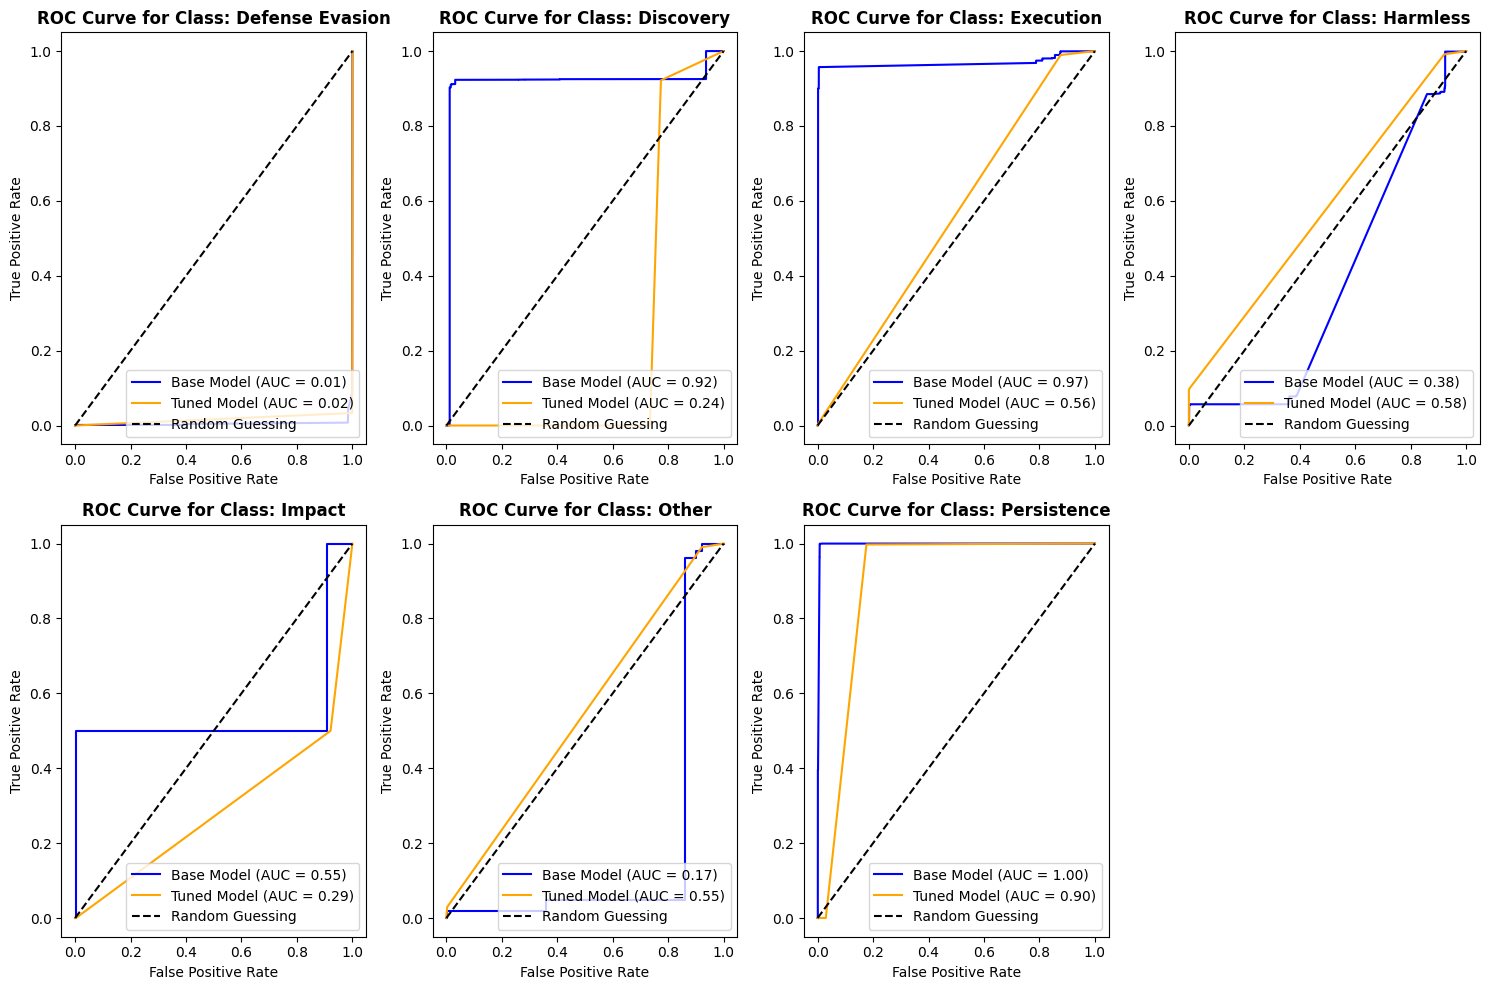 ROC Curve for Class: Defense Evasion
True Positive Rate
1.0
0.8
0.6
0.4
0.2
0.0
Base Model (AUC = 0.01)
Tuned Model (AUC = 0.02)
Random Guessing
0.0 0.2 0.4 0.6 0.8 1.0
False Positive Rate
ROC Curve for Class: Discovery
True Positive Rate
1.0
0.8
0.6
0.4
0.2
0.0
Base Model (AUC = 0.92)
Tuned Model (AUC = 0.24)
Random Guessing
0.0 0.2 0.4 0.6 0.8 1.0
False Positive Rate
ROC Curve for Class: Execution
True Positive Rate
1.0
0.8
0.6
0.4
0.2
0.0
Base Model (AUC = 0.97)
Tuned Model (AUC = 0.56)
Random Guessing
0.0 0.2 0.4 0.6 0.8 1.0
False Positive Rate
ROC Curve for Class: Harmless
True Positive Rate
1.0
0.8
0.6
0.4
0.2
0.0
Base Model (AUC = 0.38)
Tuned Model (AUC = 0.58)
Random Guessing
0.0 0.2 0.4 0.6 0.8 1.0
False Positive Rate
ROC Curve for Class: Impact
True Positive Rate
1.0
0.8
0.6
0.4
0.2
0.0
Base Model (AUC = 0.55)
Tuned Model (AUC = 0.29)
Random Guessing
0.0 0.2 0.4 0.6 0.8 1.0
False Positive Rate
ROC Curve for Class: Other
True Positive Rate
1.0
0.8
0.6
0.4
0.2
0.0
Base Model (AUC = 0.17)
Tuned Model (AUC = 0.55)
Random Guessing
0.0 0.2 0.4 0.6 0.8 1.0
False Positive Rate
ROC Curve for Class: Persistence
True Positive Rate
1.0
0.8
0.6
0.4
0.2
0.0
Base Model (AUC = 1.00)
Tuned Model (AUC = 0.90)
Random Guessing
0.0 0.2 0.4 0.6 0.8 1.0
False Positive Rate